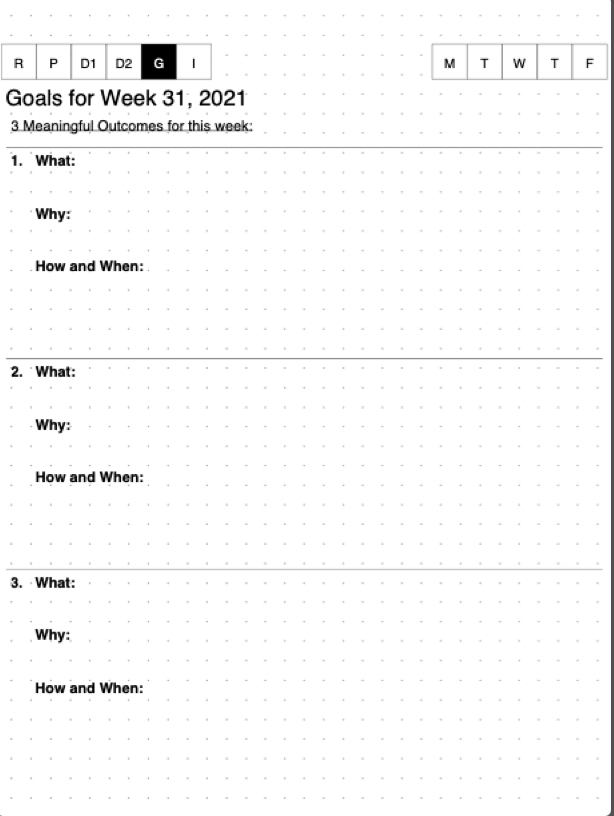 R P D1 D2 G I M T W T F
Goals for Week 31, 2021
3 Meaningful Outcomes for this week:
1. What:
Why:
How and When:
2. What:
Why:
How and When:
3. What:
Why:
How and When: